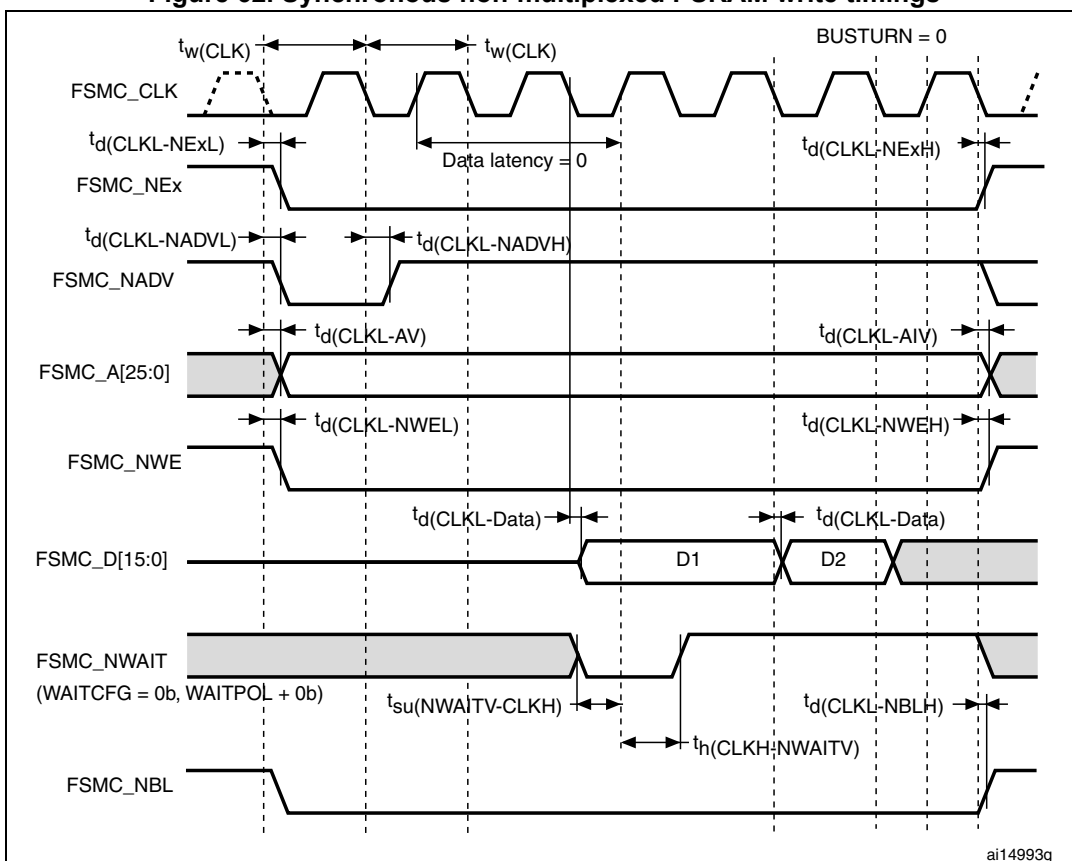 Figure 62. Synchronous non-multiplexed PSRAM write timings
BUSTURN = 0
tw(CLK)
tw(CLK)
FSMC_CLK
td(CLKL-NExL)
Data latency = 0
td(CLKL-NExH)
FSMC_NEx
td(CLKL-NADVL)
td(CLKL-NADVH)
FSMC_NADV
td(CLKL-AV)
td(CLKL-AIV)
FSMC_A[25:0]
td(CLKL-NWEL)
td(CLKL-NWEH)
FSMC_NWE
td(CLKL-Data)
td(CLKL-Data)
FSMC_D[15:0]
D1
D2
FSMC_NWAIT
(WAITCFG = 0b, WAITPOL + 0b)
tsu(NWAITV-CLKH)
td(CLKL-NBLH)
th(CLKH-NWAITV)
FSMC_NBL
ai14993g